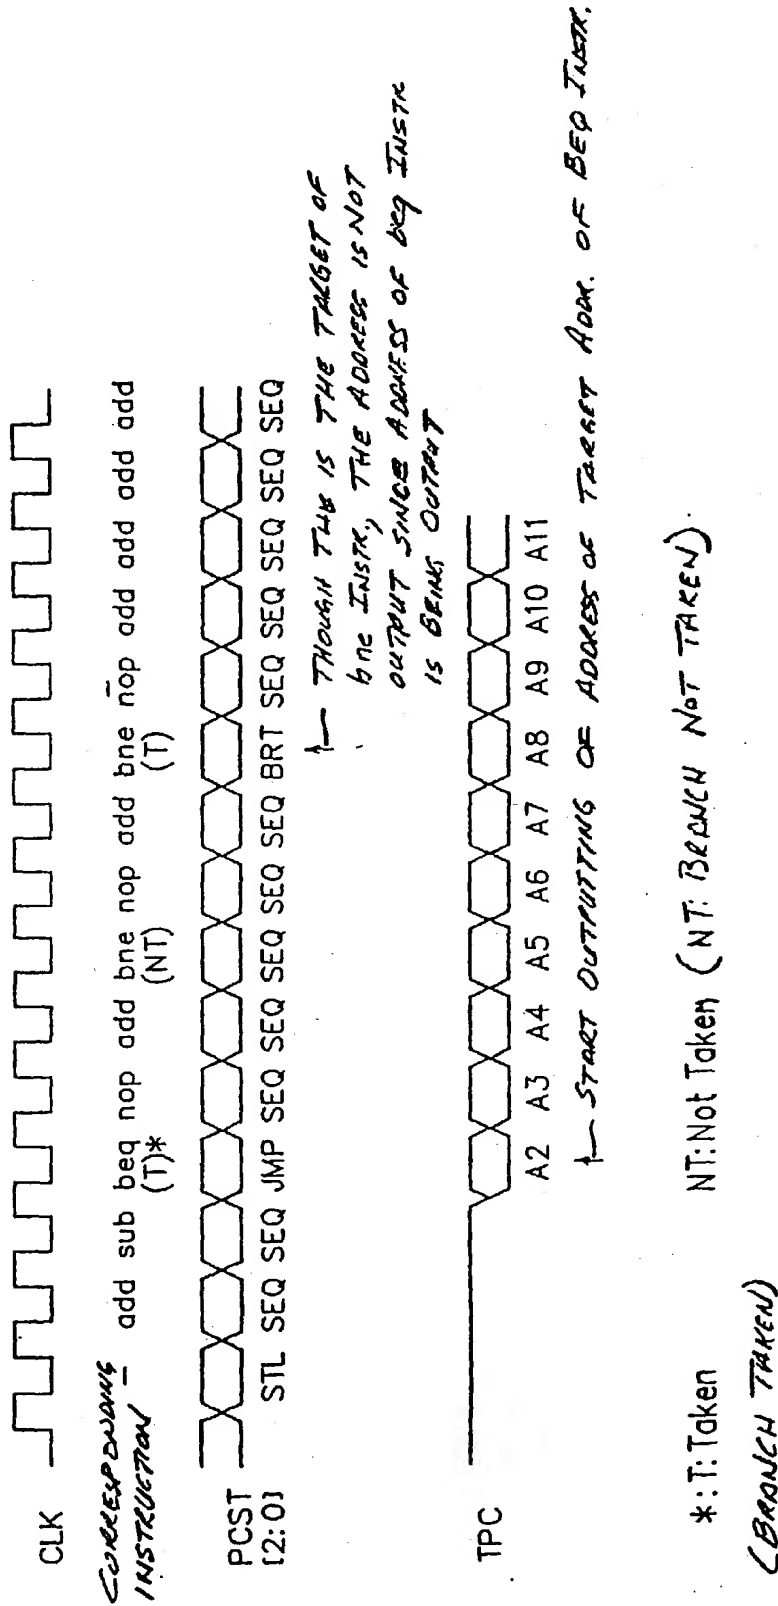 CLK
CORRESPONDING
INSTRUCTION
— add sub beq nop add bne nop add bne nop add add add add
(T)* (NT) (T)
PCST
[2:0]
STL SEQ SEQ JMP SEQ SEQ SEQ SEQ SEQ BRT SEQ SEQ SEQ SEQ SEQ
THOUGH THE IS THE TARGET OF
bne INSTR, THE ADDRESS IS NOT
OUTPUT SINCE ADDRESS OF beq INSTR
IS BEING OUTPUT
TPC
A2 A3 A4 A5 A6 A7 A8 A9 A10 A11
START OUTPUTTING OF ADDRESS OF TARGET ADDR. OF BEQ INSTR.
*:T:Taken NT:Not Taken (NT: BRANCH NOT TAKEN).
(BRANCH TAKEN)